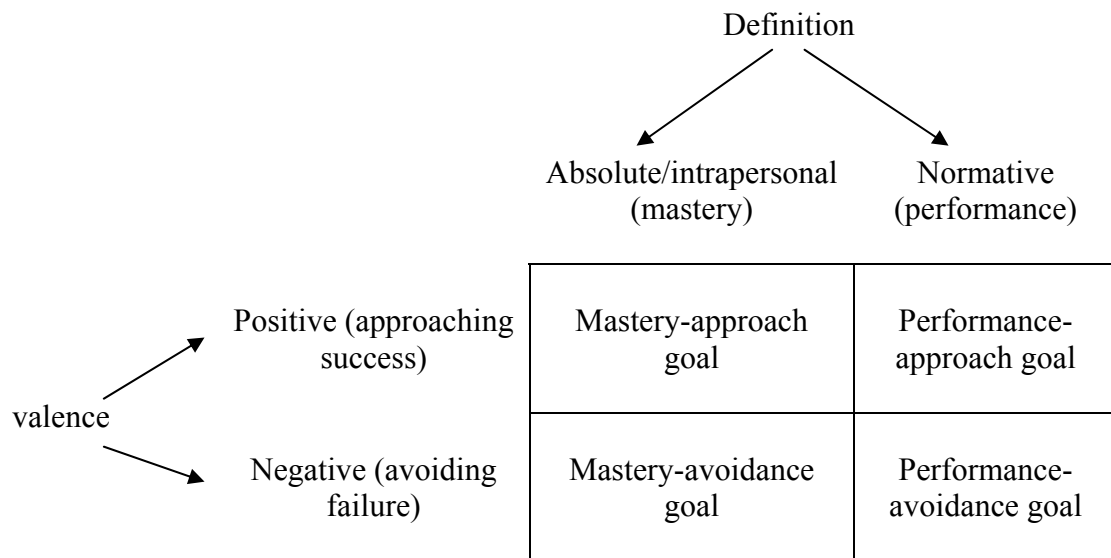 Definition
Absolute/intrapersonal
(mastery)
Normative
(performance)
Positive (approaching
success)
Mastery-approach
goal
Performance-
approach goal
valence
Negative (avoiding
failure)
Mastery-avoidance
goal
Performance-
avoidance goal